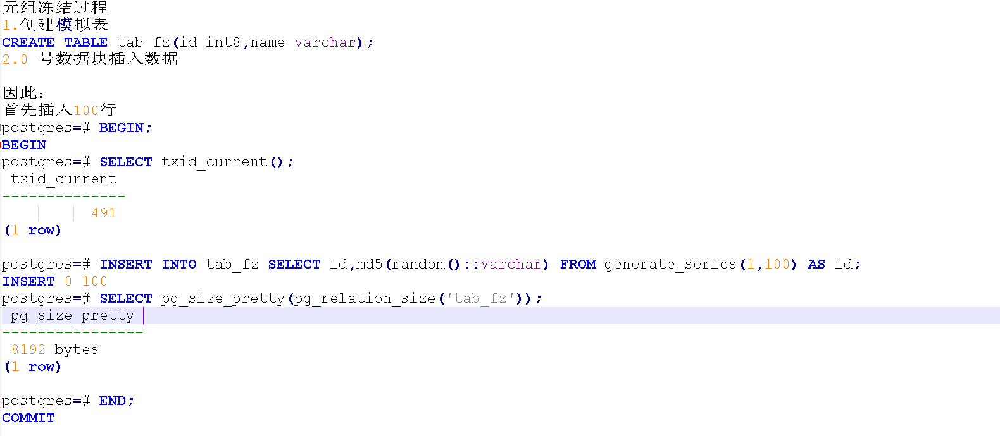 元组冻结过程
1.创建模拟表
CREATE TABLE tab_fz(id int8,name varchar);
2.0 号数据块插入数据
因此:
首先插入100行
postgres=# BEGIN;
BEGIN
postgres=# SELECT txid_current();
 txid_current
--------------
          491
(1 row)
postgres=# INSERT INTO tab_fz SELECT id,md5(random()::varchar) FROM generate_series(1,100) AS id;
INSERT 0 100
postgres=# SELECT pg_size_pretty(pg_relation_size('tab_fz'));
 pg_size_pretty
----------------
 8192 bytes
(1 row)
postgres=# END;
COMMIT